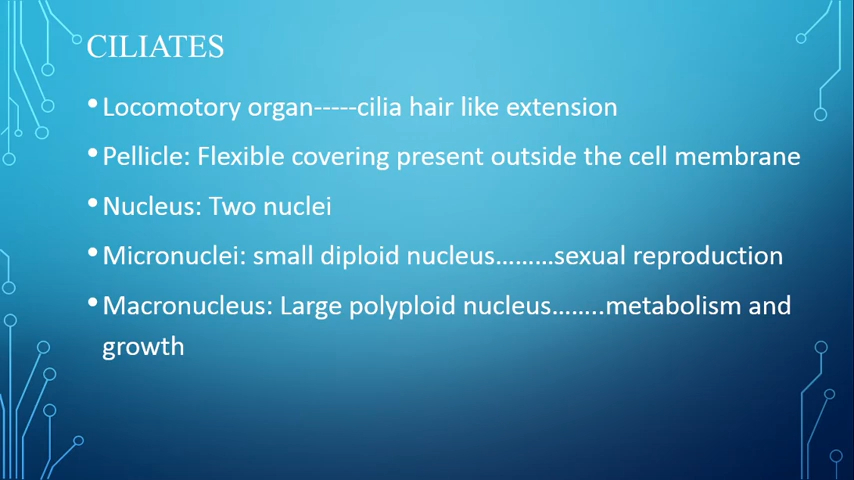 CILIATES
•Locomotory organ-----cilia hair like extension
•Pellicle: Flexible covering present outside the cell membrane
•Nucleus: Two nuclei
•Micronuclei: small diploid nucleus………sexual reproduction
•Macronucleus: Large polyploid nucleus……..metabolism and
growth